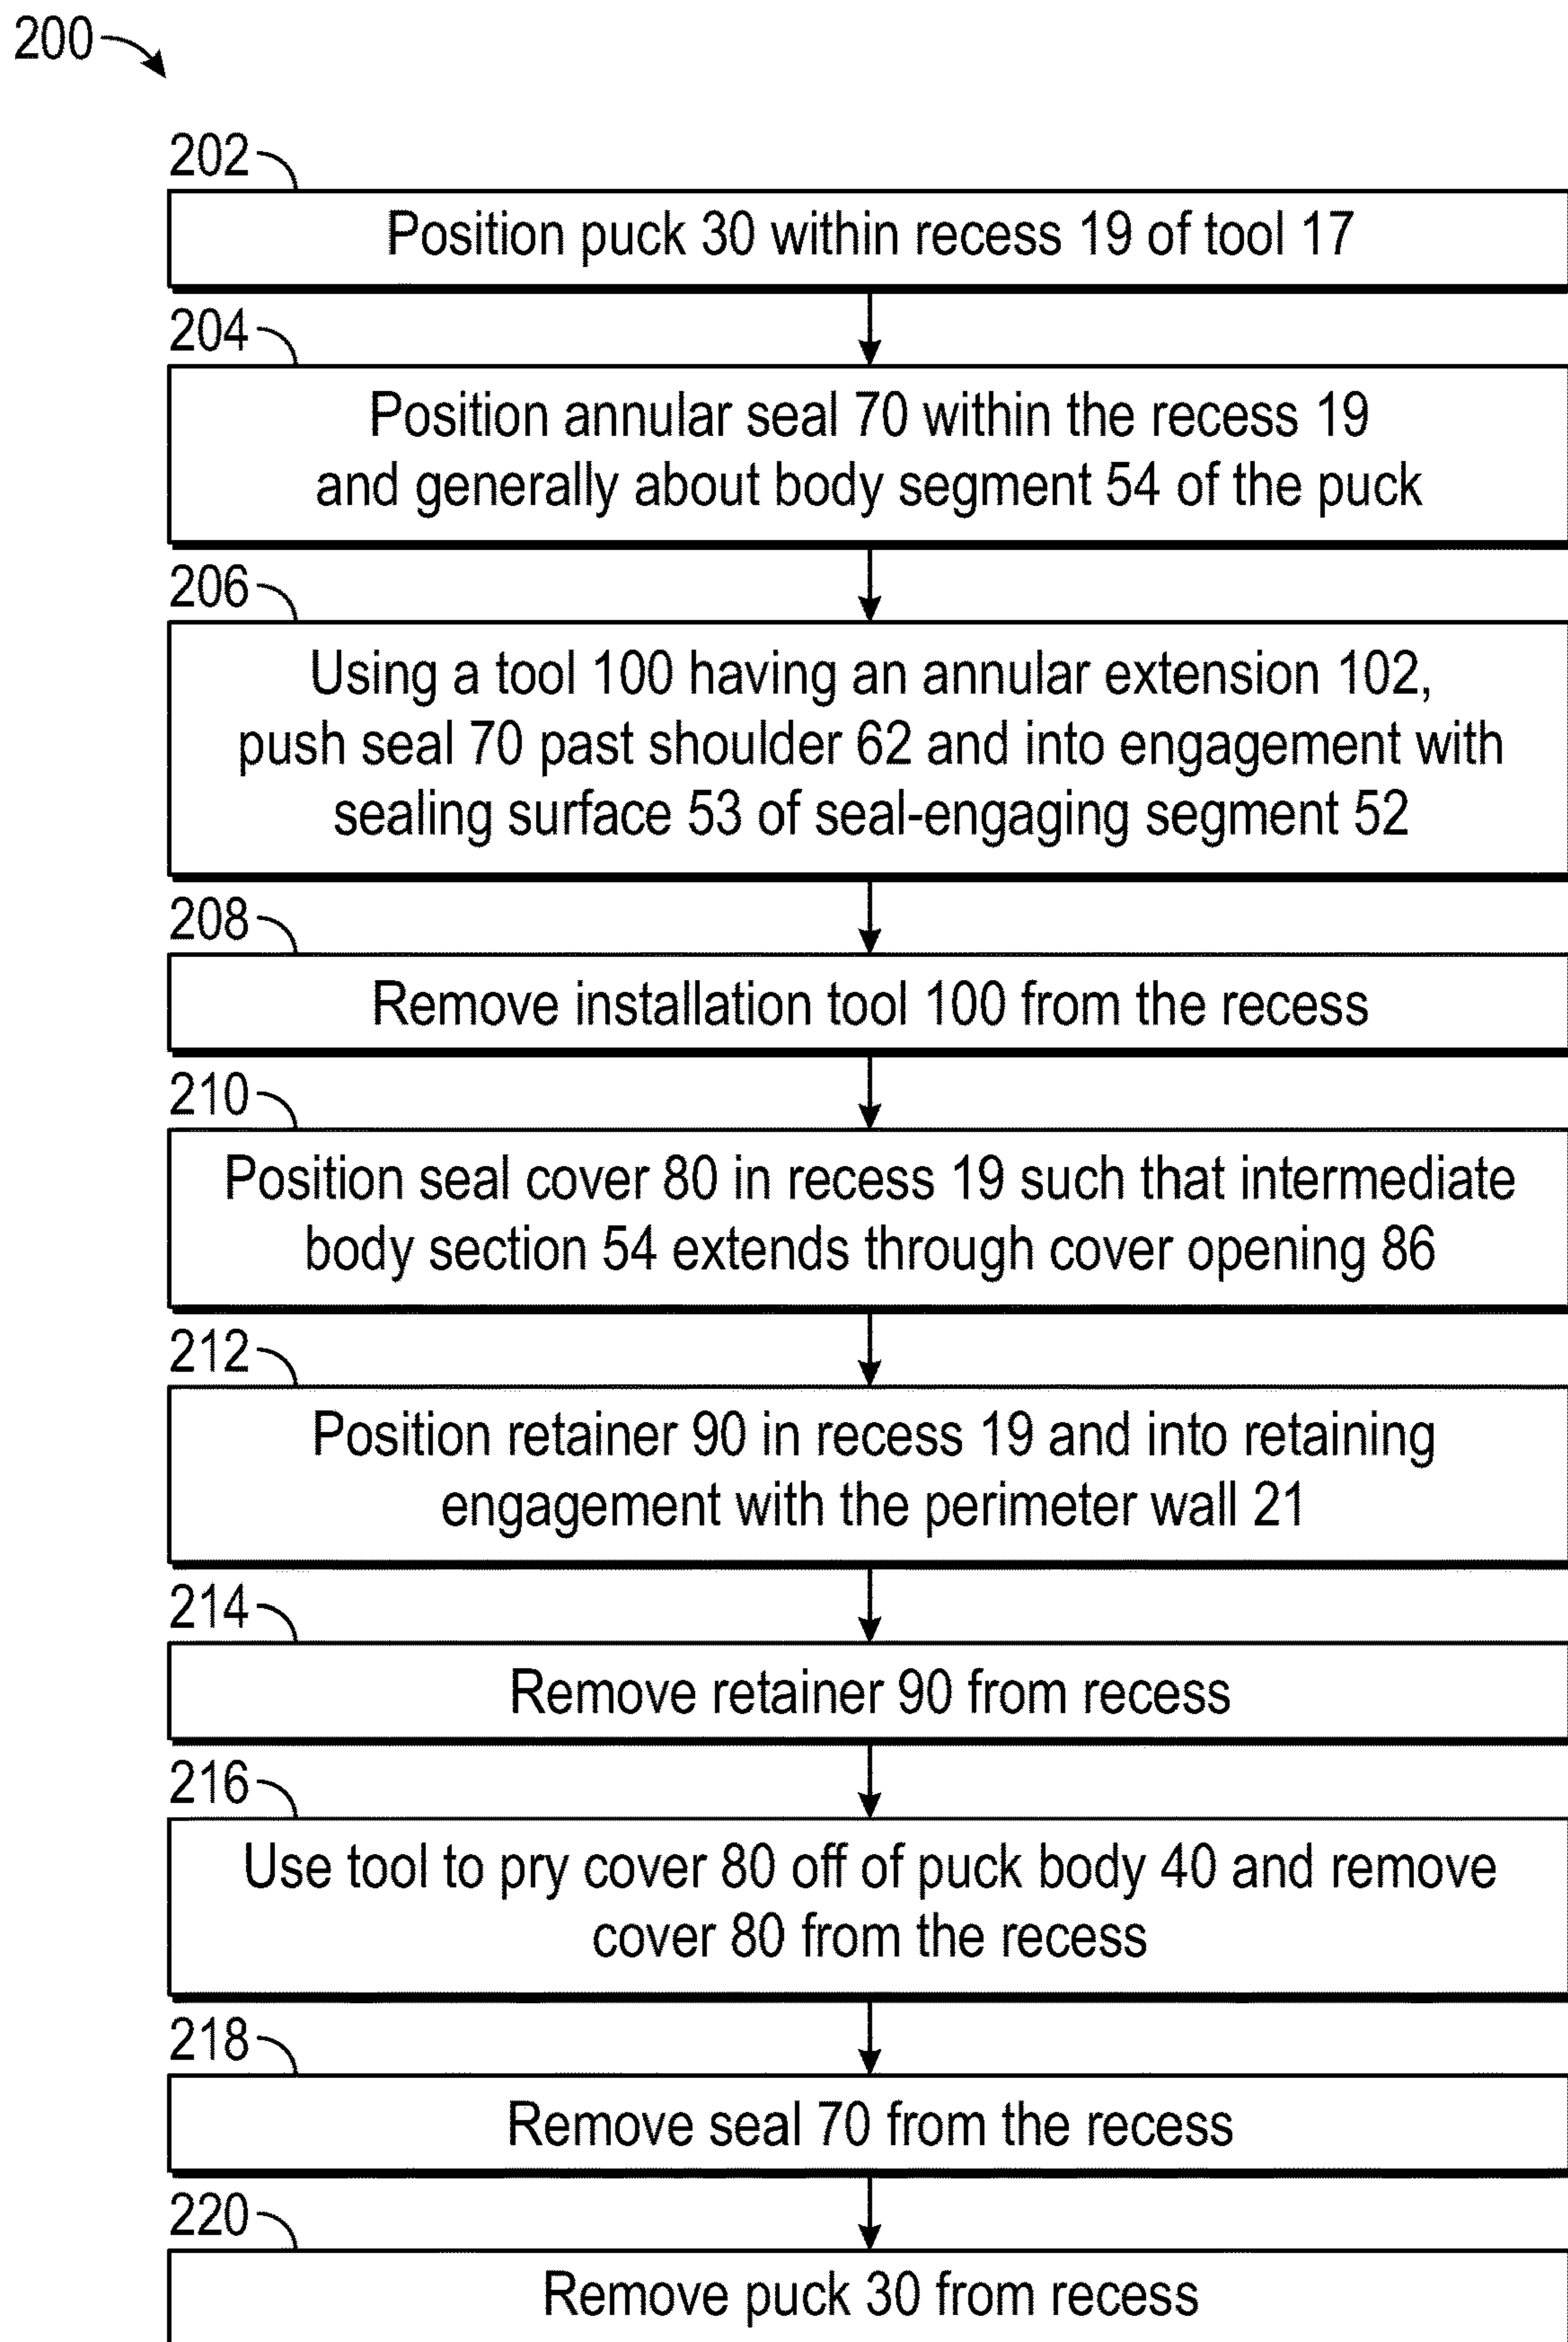 200
202
Position puck 30 within recess 19 of tool 17
204
Position annular seal 70 within the recess 19
and generally about body segment 54 of the puck
206
Using a tool 100 having an annular extension 102,
push seal 70 past shoulder 62 and into engagement with
sealing surface 53 of seal-engaging segment 52
208
Remove installation tool 100 from the recess
210
Position seal cover 80 in recess 19 such that intermediate
body section 54 extends through cover opening 86
212
Position retainer 90 in recess 19 and into retaining
engagement with the perimeter wall 21
214
Remove retainer 90 from recess
216
Use tool to pry cover 80 off of puck body 40 and remove
cover 80 from the recess
218
Remove seal 70 from the recess
220
Remove puck 30 from recess